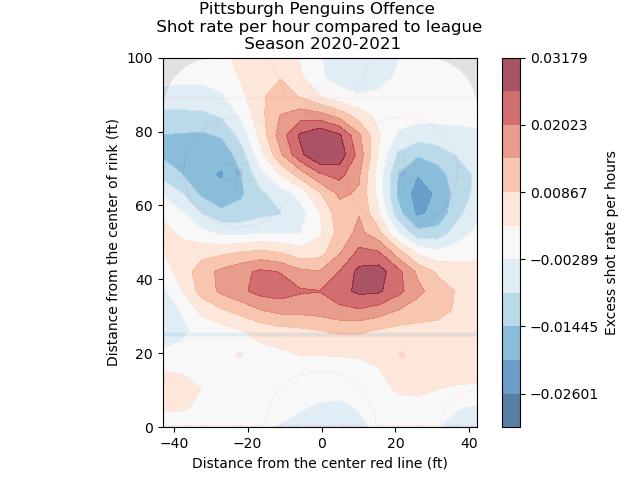 Pittsburgh Penguins Offence
Shot rate per hour compared to league
Season 2020-2021
100
80
60
40
20
0
Distance from the center of rink (ft)
−40
−20
0
20
40
Distance from the center red line (ft)
0.03179
0.02023
0.00867
−0.00289
−0.01445
−0.02601
Excess shot rate per hours